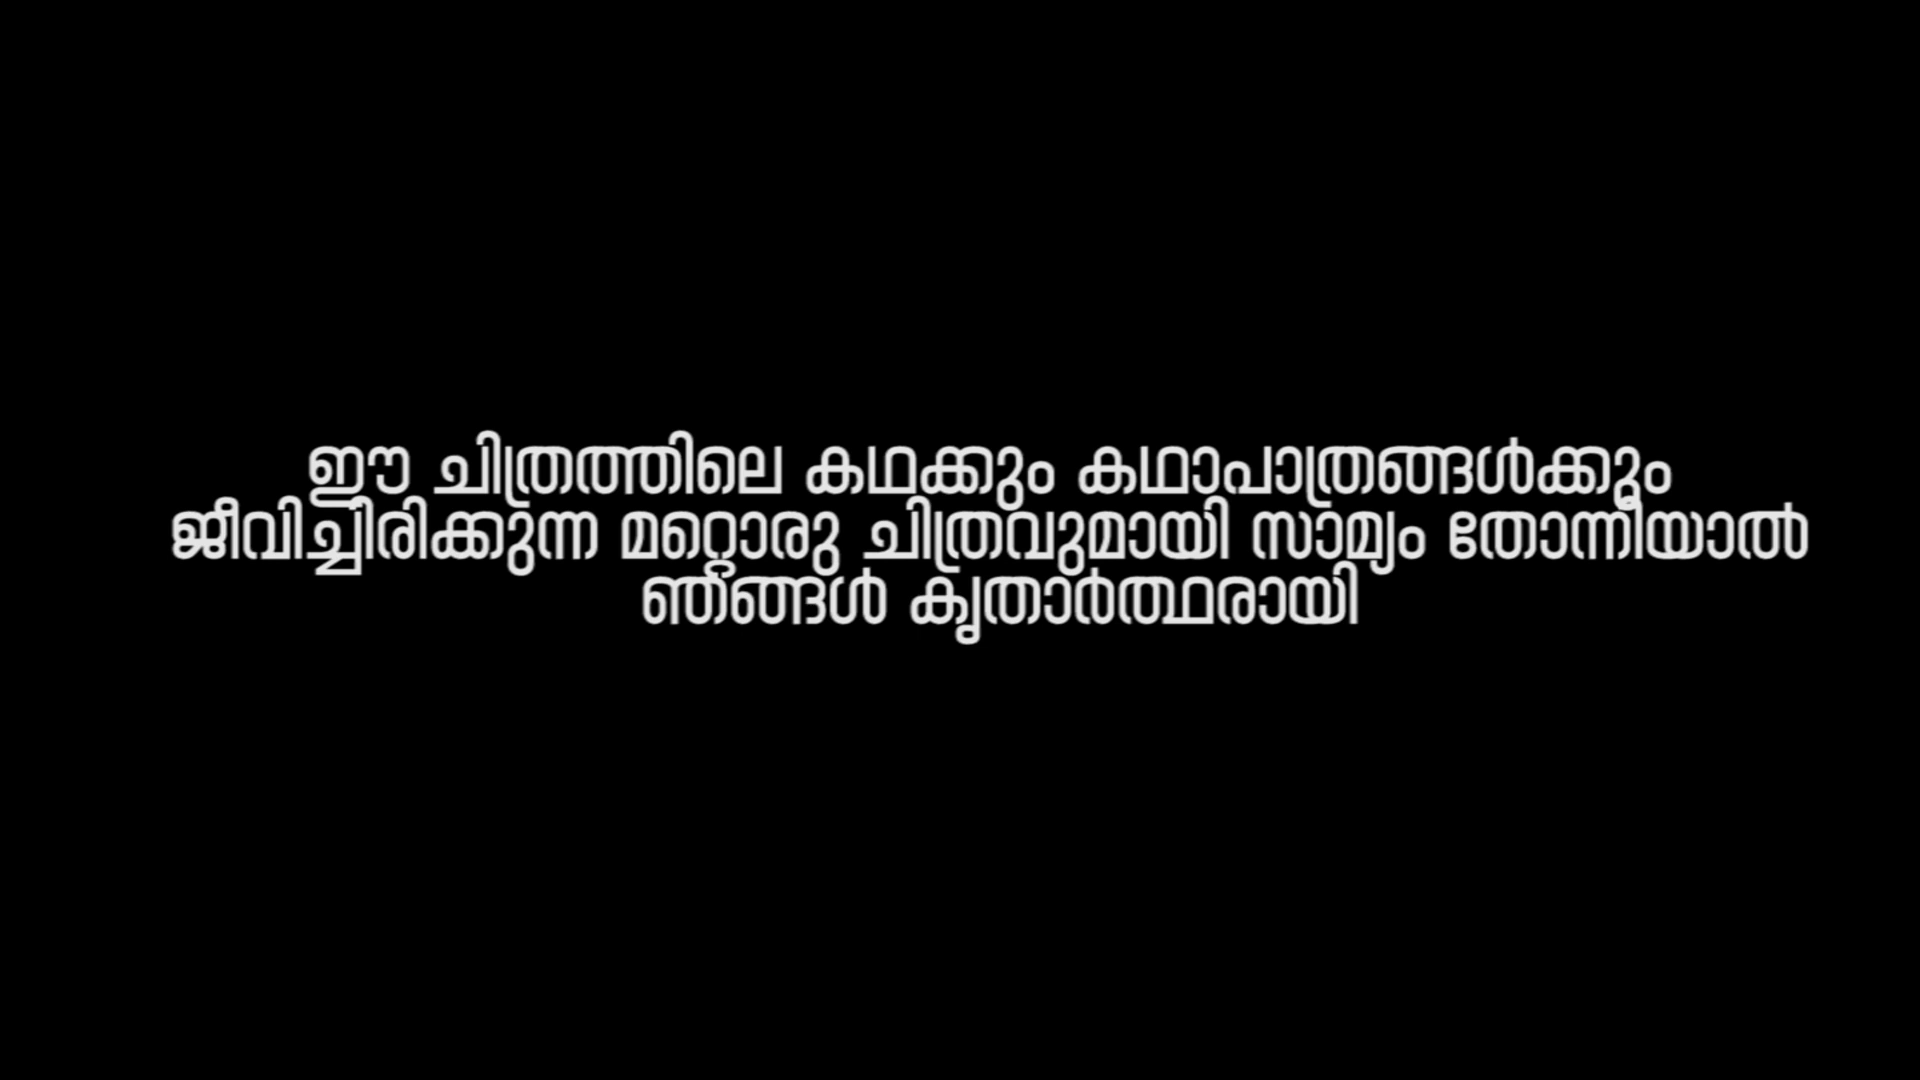 ഈ ചിത്രത്തിലെ കഥക്കും കഥാപാത്രങ്ങൾക്കും
ജീവിച്ചിരിക്കുന്ന മറ്റൊരു ചിത്രവുമായി സാമ്യം തോന്നിയാൽ
ഞങ്ങൾ കൃതാർത്ഥരായി